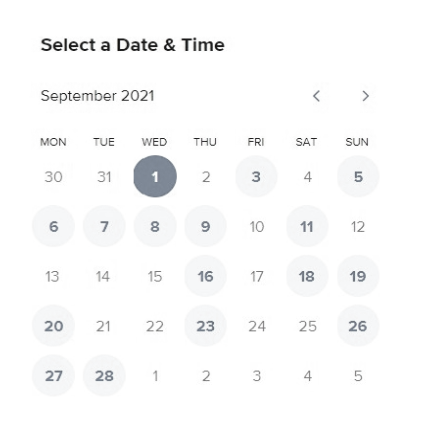 Select a Date & Time
September 2021
MON TUE WED THU FRI SAT SUN
30 31 1 2 3 4 5
6 7 8 9 10 11 12
13 14 15 16 17 18 19
20 21 22 23 24 25 26
27 28 1 2 3 4 5